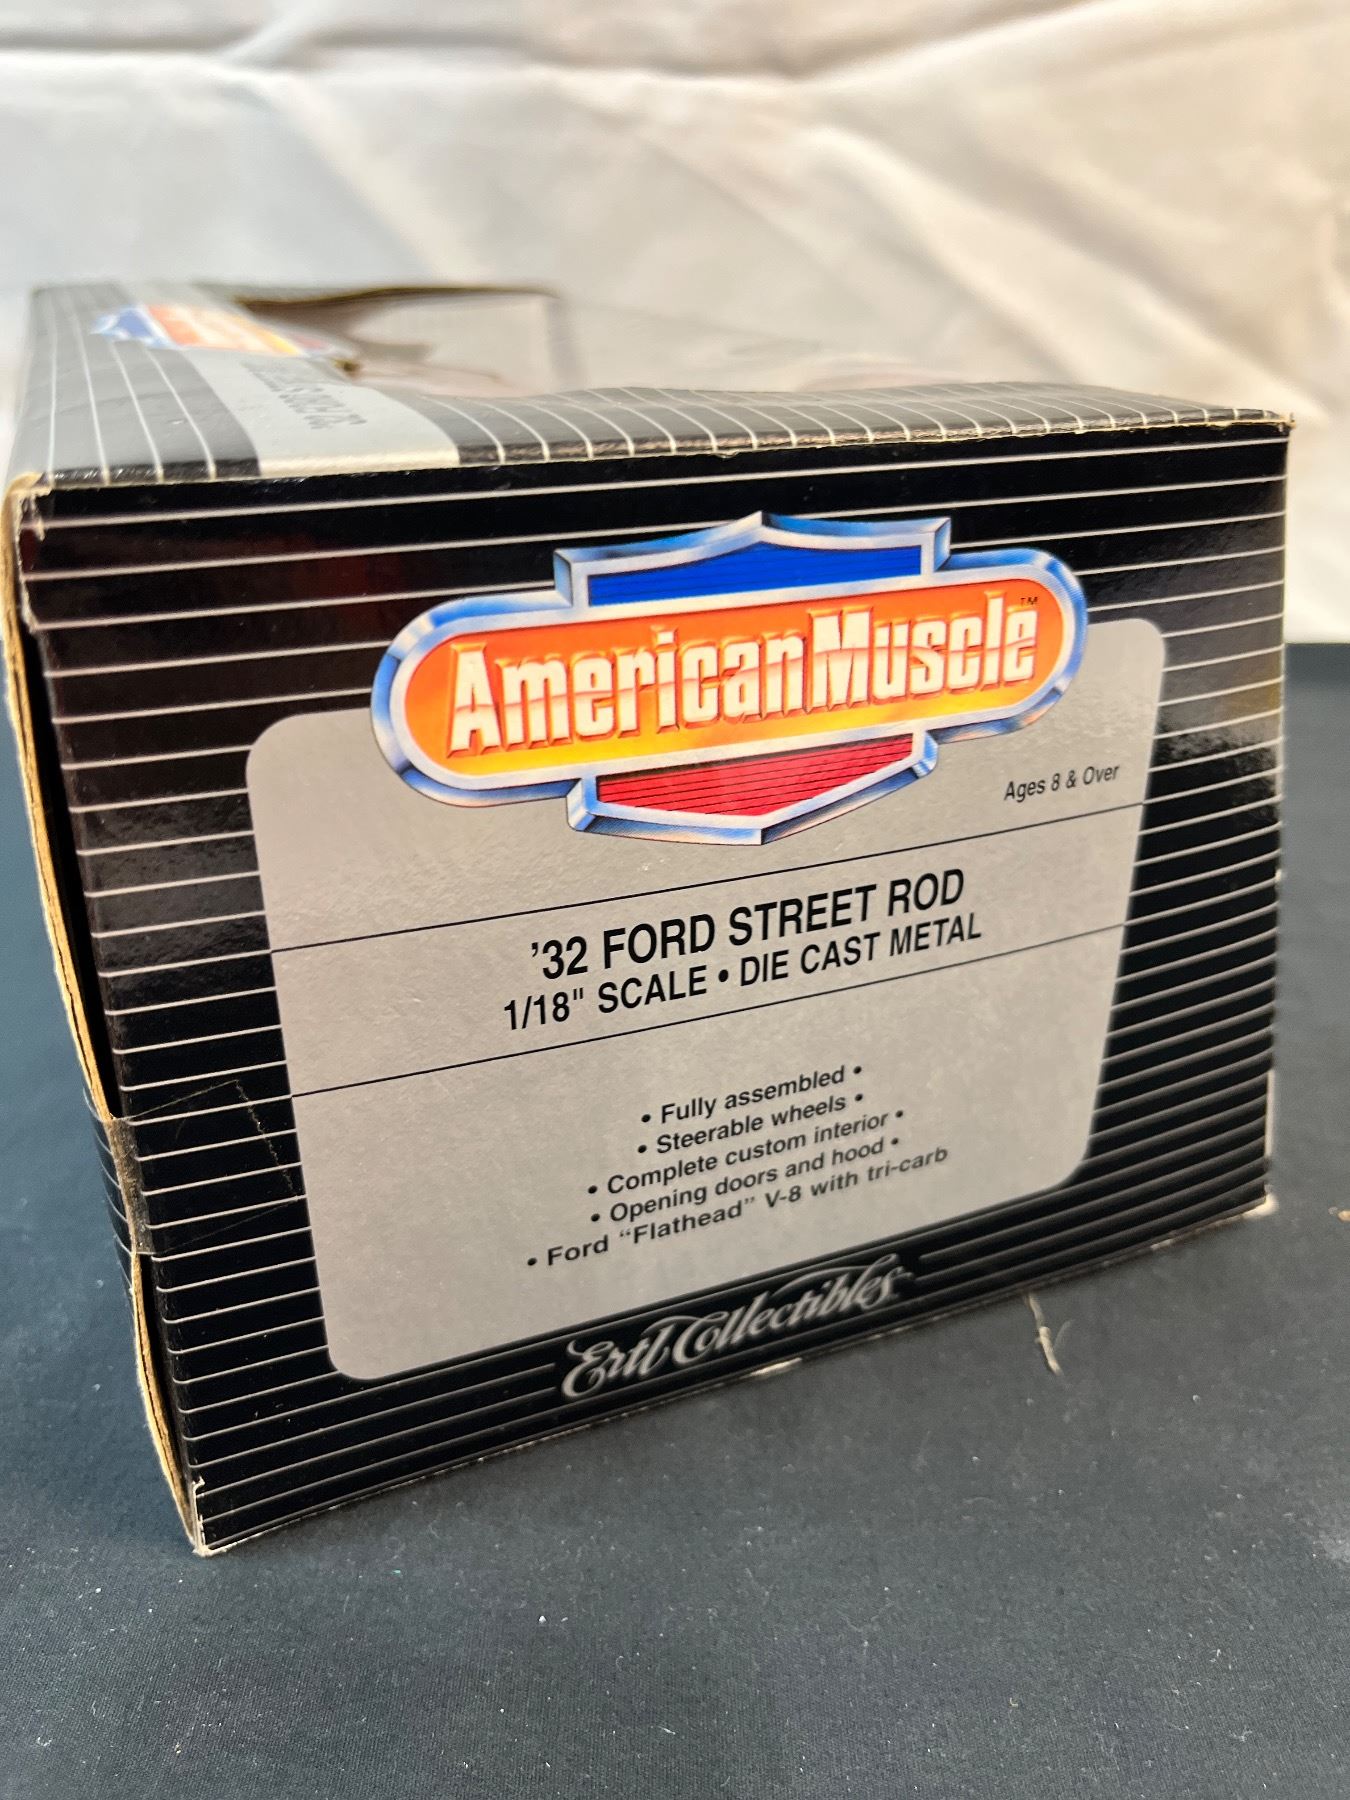 AmericanMuscle™
Ages 8 & Over
'32 FORD STREET ROD
1/18" SCALE • DIE CAST METAL
• Fully assembled •
• Steerable wheels •
• Complete custom interior •
• Opening doors and hood •
• Ford “Flathead” V-8 with tri-carb
Ertl Collectibles